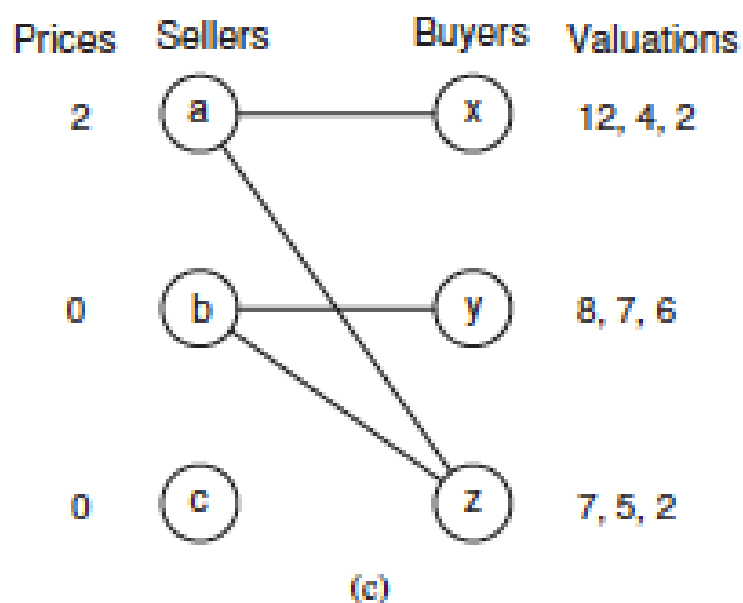 Prices Sellers Buyers Valuations
2 a x 12, 4, 2
0 b y 8, 7, 6
0 c z 7, 5, 2
(c)